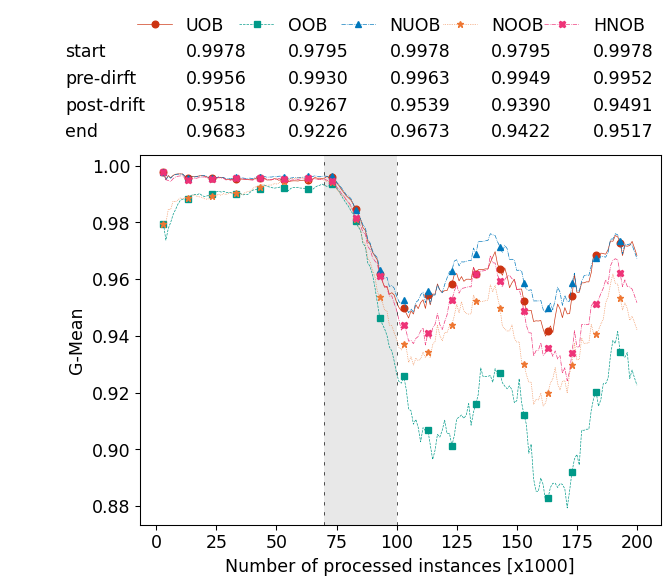 UOB OOB NUOB NOOB HNOB
start 0.9978 0.9795 0.9978 0.9795 0.9978
pre-dirft 0.9956 0.9930 0.9963 0.9949 0.9952
post-drift 0.9518 0.9267 0.9539 0.9390 0.9491
end 0.9683 0.9226 0.9673 0.9422 0.9517
1.00
0.98
0.96
0.94
0.92
0.90
0.88
G-Mean
0 25 50 75 100 125 150 175 200
Number of processed instances [x1000]